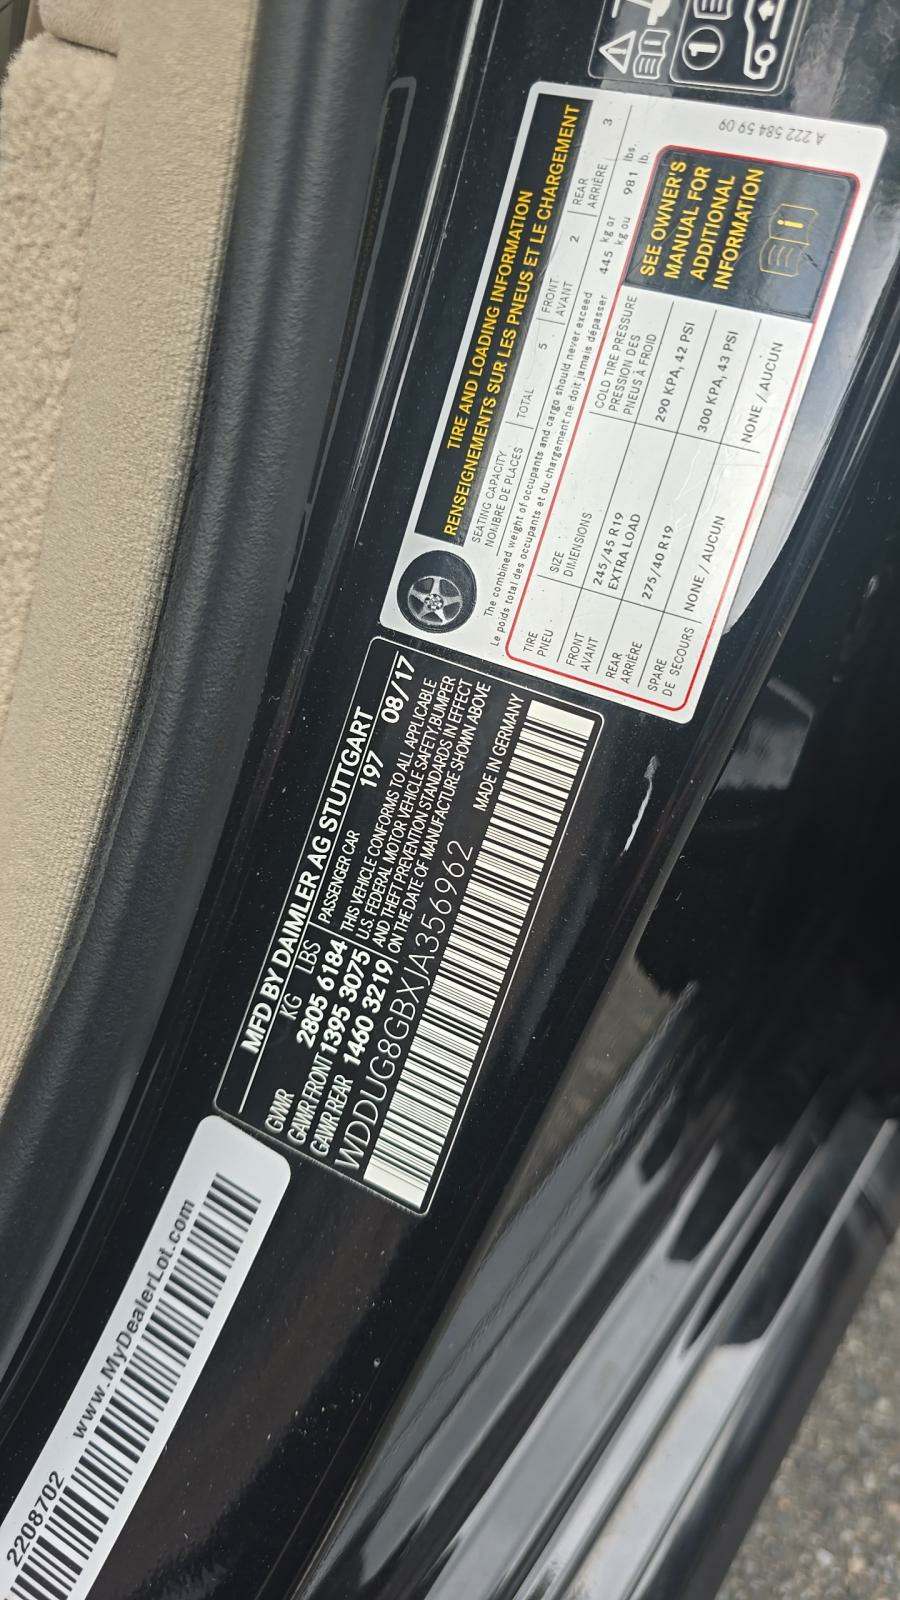 A 222 584 59 09
TIRE AND LOADING INFORMATION
RENSEIGNEMENTS SUR LES PNEUS ET LE CHARGEMENT
SEATING CAPACITY
NOMBRE DE PLACES
TOTAL 5
FRONT
AVANT 2
REAR
ARRIÈRE 3
The combined weight of occupants and cargo should never exceed 445 kg or 981 lbs.
Le poids total des occupants et du chargement ne doit jamais dépasser kg ou lb.
TIRE
PNEU
SIZE
DIMENSIONS
COLD TIRE PRESSURE
PRESSION DES
PNEUS À FROID
FRONT
AVANT
245/45 R19
EXTRA LOAD
290 KPA, 42 PSI
REAR
ARRIÈRE
275/40 R19
300 KPA, 43 PSI
SPARE
DE SECOURS
NONE / AUCUN
NONE / AUCUN
SEE OWNER'S
MANUAL FOR
ADDITIONAL
INFORMATION
i
1
MFD BY DAIMLER AG STUTTGART
KG LBS PASSENGER CAR 197 08/17
GVWR 2805 6184
GAWR FRONT 1395 3075
GAWR REAR 1460 3219
THIS VEHICLE CONFORMS TO ALL APPLICABLE
U.S. FEDERAL MOTOR VEHICLE SAFETY,BUMPER
AND THEFT PREVENTION STANDARDS IN EFFECT
ON THE DATE OF MANUFACTURE SHOWN ABOVE
WDDUG8GBXJA356962 MADE IN GERMANY
2208702 www.MyDealerLot.com